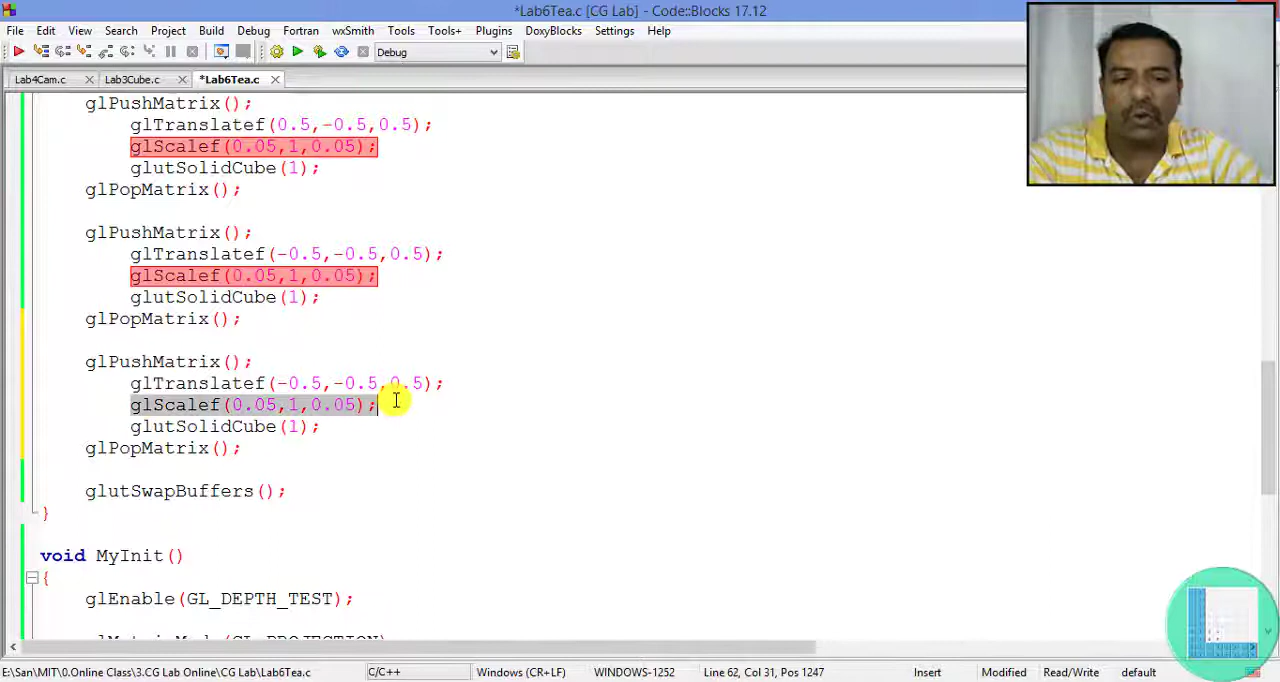 *Lab6Tea.c [CG Lab] - Code::Blocks 17.12
File Edit View Search Project Build Debug Fortran wxSmith Tools Tools+ Plugins DoxyBlocks Settings Help
Debug
Lab4Cam.c Lab3Cube.c *Lab6Tea.c
glPushMatrix();
glTranslatef(0.5,-0.5,0.5);
glScalef(0.05,1,0.05);
glutSolidCube(1);
glPopMatrix();
glPushMatrix();
glTranslatef(-0.5,-0.5,0.5);
glScalef(0.05,1,0.05);
glutSolidCube(1);
glPopMatrix();
glPushMatrix();
glTranslatef(-0.5,-0.5,0.5);
glScalef(0.05,1,0.05);
glutSolidCube(1);
glPopMatrix();
glutSwapBuffers();
}
void MyInit()
{
glEnable(GL_DEPTH_TEST);
E:\San\MIT\0.Online Class\3.CG Lab Online\CG Lab\Lab6Tea.c C/C++ Windows (CR+LF) WINDOWS-1252 Line 62, Col 31, Pos 1247 Insert Modified Read/Write default